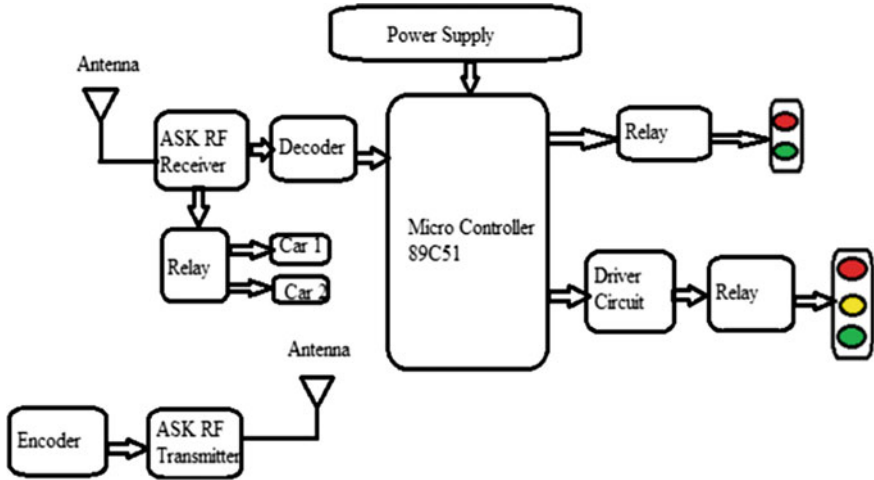 Power Supply
Antenna
ASK RF
Receiver
Decoder
Relay
Micro Controller
89C51
Relay
Car 1
Car 2
Driver
Circuit
Relay
Antenna
Encoder
ASK RF
Transmitter